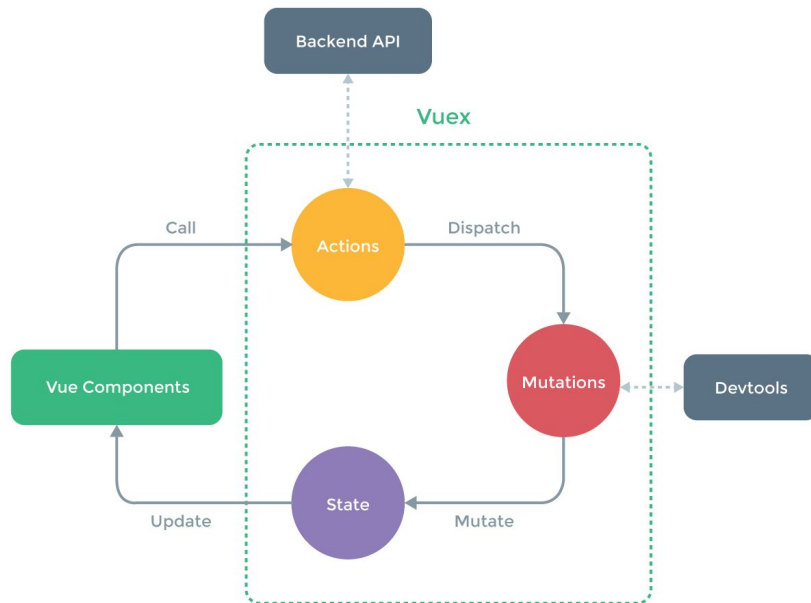 Backend API
Vuex
Call
Actions
Dispatch
Vue Components
Mutations
Devtools
State
Update
Mutate